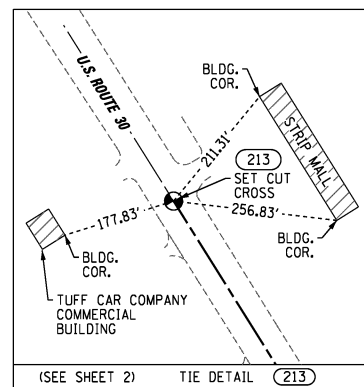 U.S. ROUTE 30
BLDG.
COR.
STRIP MALL
211.31'
213
SET CUT
CROSS
177.83'
256.83'
BLDG.
COR.
BLDG.
COR.
TUFF CAR COMPANY
COMMERCIAL
BUILDING
(SEE SHEET 2) TIE DETAIL 213